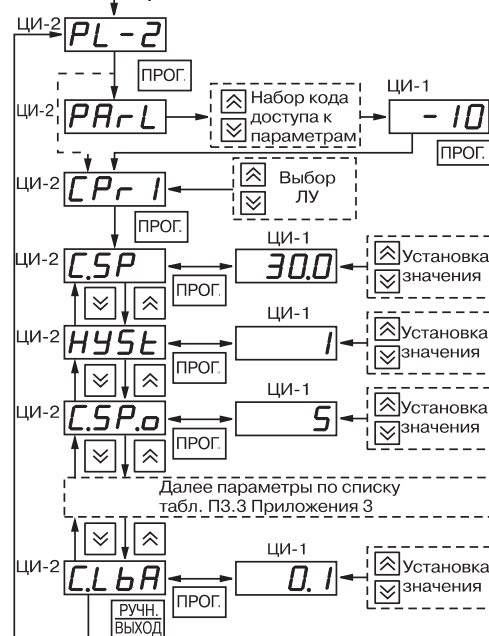 ЦИ-2
PL-2
ПРОГ.
ЦИ-1
ЦИ-2
PArL
Набор кода
доступа к
параметрам
-10
ПРОГ.
ЦИ-2
CPr1
Выбор
ЛУ
ПРОГ.
ЦИ-1
ЦИ-2
C.SP
30.0
Установка
значения
ПРОГ.
ЦИ-1
ЦИ-2
HYSt
1
Установка
значения
ПРОГ.
ЦИ-1
ЦИ-2
C.SP.o
5
Установка
значения
ПРОГ.
Далее параметры по списку
табл. П3.3 Приложения 3
ЦИ-1
ЦИ-2
C.LbA
0.1
Установка
значения
ПРОГ.
РУЧН.
ВЫХОД